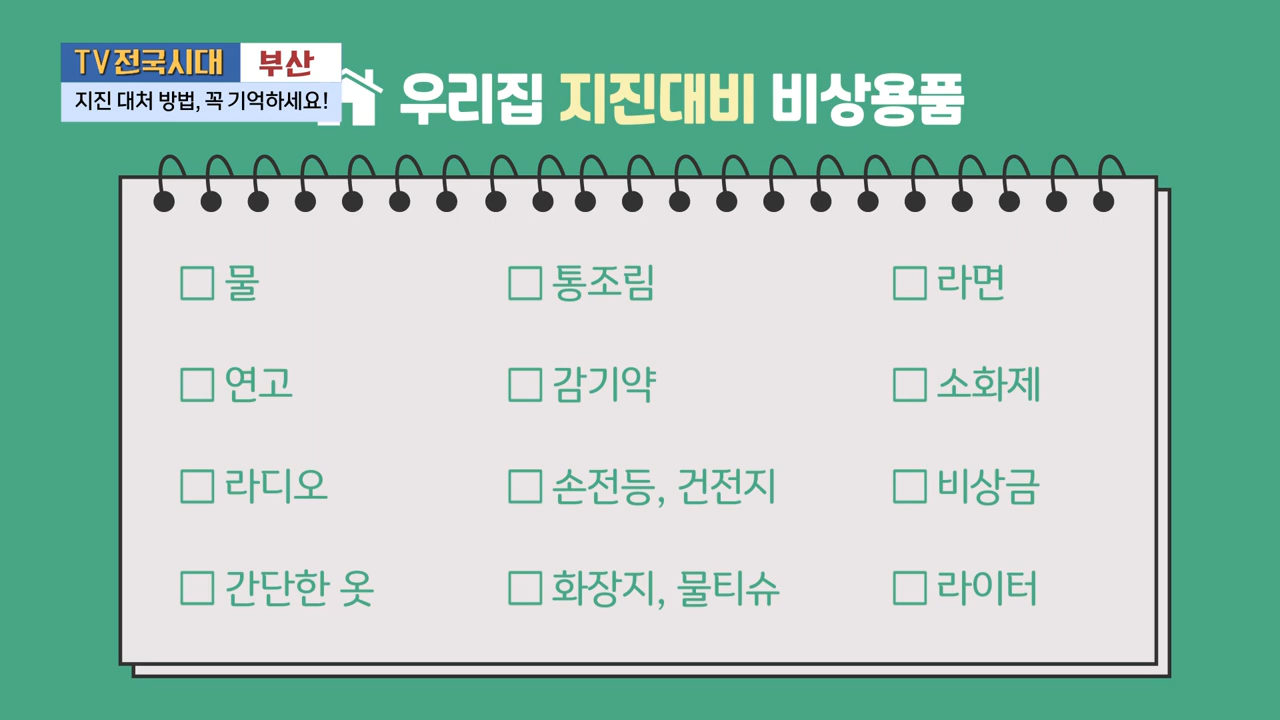 TV전국시대 부산
지진 대처 방법, 꼭 기억하세요!
우리집 지진대비 비상용품
물 통조림 라면
연고 감기약 소화제
라디오 손전등, 건전지 비상금
간단한 옷 화장지, 물티슈 라이터